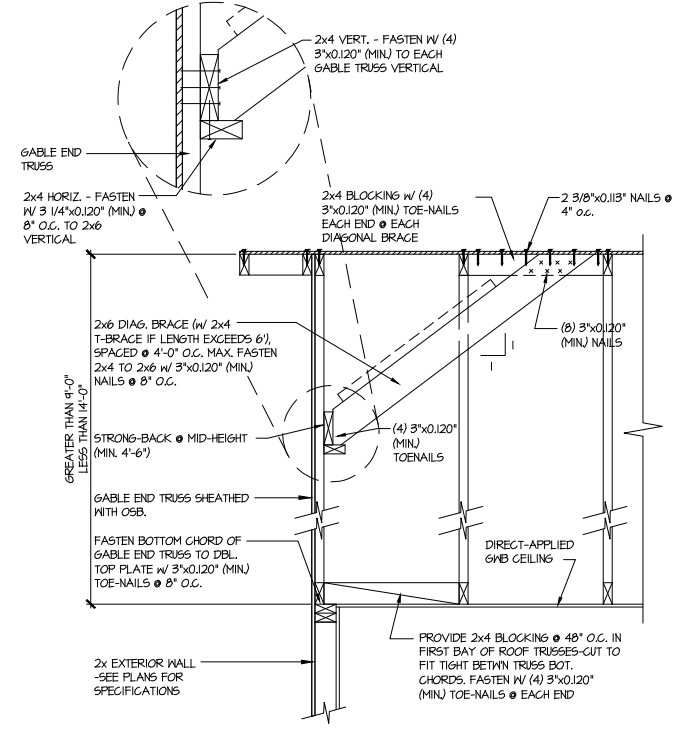 2x4 VERT. - FASTEN W/ (4)
3"x0.120" (MIN.) TO EACH
GABLE TRUSS VERTICAL
GABLE END
TRUSS
2x4 HORIZ. - FASTEN
W/ 3 1/4"x0.120" (MIN.) @
8" O.C. TO 2x6
VERTICAL
2x4 BLOCKING W/ (4)
3"x0.120" (MIN.) TOE-NAILS
EACH END @ EACH
DIAGONAL BRACE
2 3/8"x0.113" NAILS @
4" o.c.
2x6 DIAG. BRACE (w/ 2x4
T-BRACE IF LENGTH EXCEEDS 6'),
SPACED @ 4'-0" O.C. MAX. FASTEN
2x4 TO 2x6 W/ 3"x0.120" (MIN.)
NAILS @ 8" O.C.
(8) 3"x0.120"
(MIN.) NAILS
1
1
GREATER THAN 9'-0"
LESS THAN 14'-0"
STRONG-BACK @ MID-HEIGHT
(MIN. 4'-6")
(4) 3"x0.120"
(MIN.)
TOENAILS
GABLE END TRUSS SHEATHED
WITH OSB.
FASTEN BOTTOM CHORD OF
GABLE END TRUSS TO DBL.
TOP PLATE W/ 3"x0.120" (MIN.)
TOE-NAILS @ 8" O.C.
DIRECT-APPLIED
GWB CEILING
2x EXTERIOR WALL
-SEE PLANS FOR
SPECIFICATIONS
PROVIDE 2x4 BLOCKING @ 48" O.C. IN
FIRST BAY OF ROOF TRUSSES-CUT TO
FIT TIGHT BETW'N TRUSS BOT.
CHORDS. FASTEN W/ (4) 3"x0.120"
(MIN.) TOE-NAILS @ EACH END